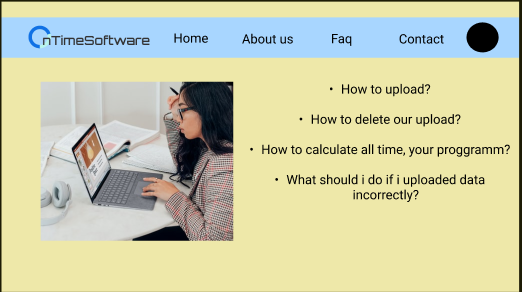 OnTimeSoftware Home About us Faq Contact
• How to upload?
• How to delete our upload?
• How to calculate all time, your proggramm?
• What should i do if i uploaded data
incorrectly?